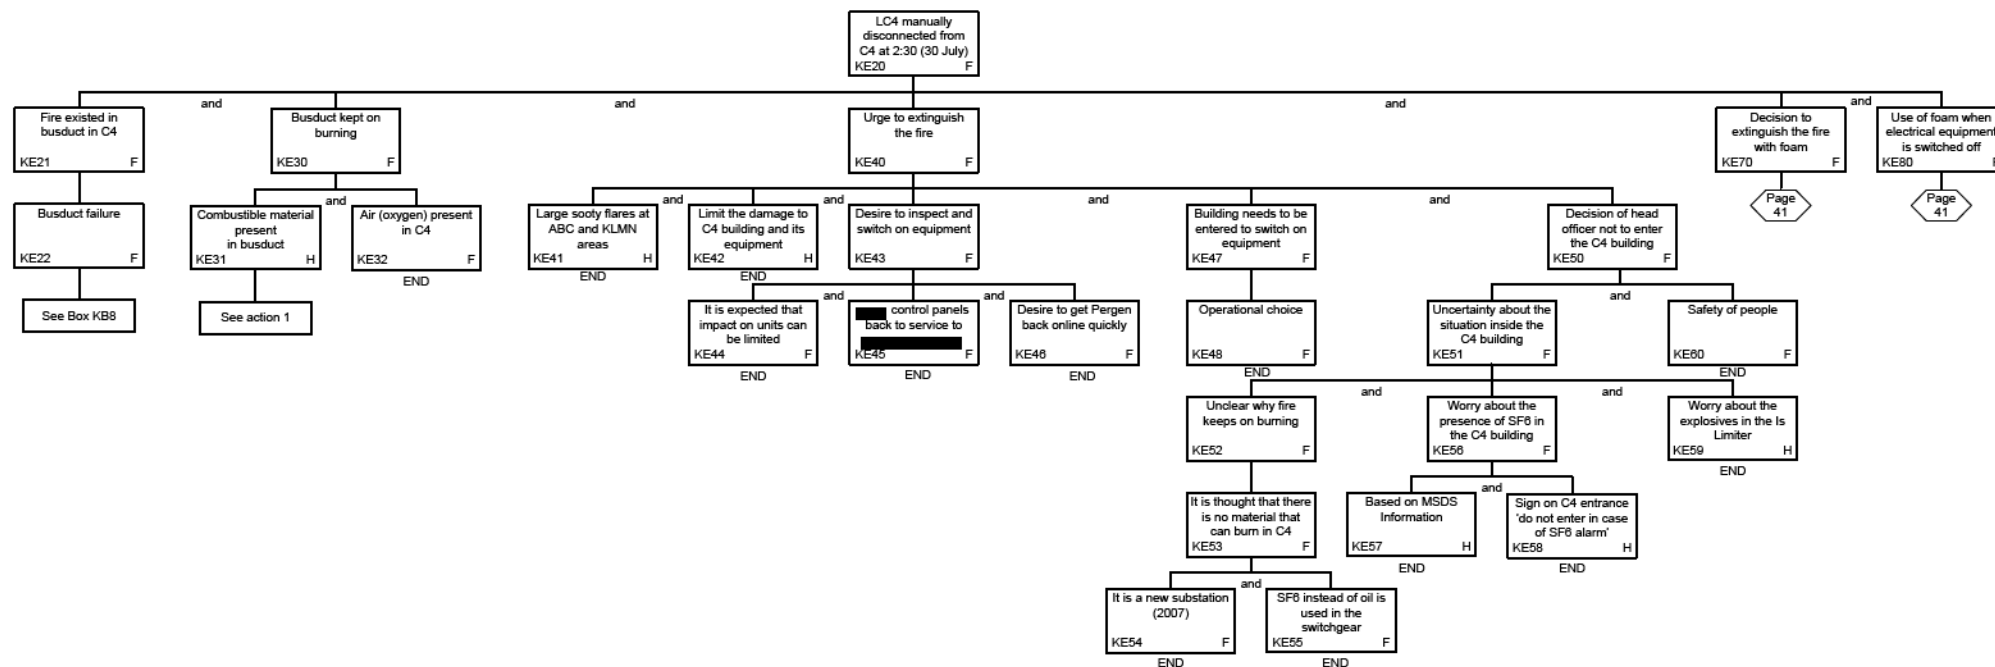 LC4 manually
disconnected from
C4 at 2:30 (30 July)
KE20 F
and
and
and
and
Fire existed in
busduct in C4
KE21 F
Busduct kept on
burning
KE30 F
Urge to extinguish
the fire
KE40 F
Decision to
extinguish the fire
with foam
KE70 F
Use of foam when
electrical equipment
is switched off
KE80 F
Page
41
Page
41
and
and
and
and
and
Busduct failure
KE22 F
Combustible material
present
in busduct
KE31 H
Air (oxygen) present
in C4
KE32 F
END
Large sooty flares at
ABC and KLMN
areas
KE41 H
END
Limit the damage to
C4 building and its
equipment
KE42 H
END
Desire to inspect and
switch on equipment
KE43 F
Building needs to be
entered to switch on
equipment
KE47 F
Decision of head
officer not to enter
the C4 building
KE50 F
See Box KB8
See action 1
and
and
and
It is expected that
impact on units can
be limited
KE44 F
END
control panels
back to service to
KE45 F
END
Desire to get Pergen
back online quickly
KE46 F
END
Operational choice
KE48 F
END
Uncertainty about the
situation inside the
C4 building
KE51 F
Safety of people
KE60 F
END
and
and
Unclear why fire
keeps on burning
KE52 F
Worry about the
presence of SF6 in
the C4 building
KE56 F
Worry about the
explosives in the Is
Limiter
KE59 H
END
and
It is thought that there
is no material that
can burn in C4
KE53 F
Based on MSDS
Information
KE57 H
END
Sign on C4 entrance
'do not enter in case
of SF6 alarm'
KE58 H
END
and
It is a new substation
(2007)
KE54 F
END
SF6 instead of oil is
used in the
switchgear
KE55 F
END